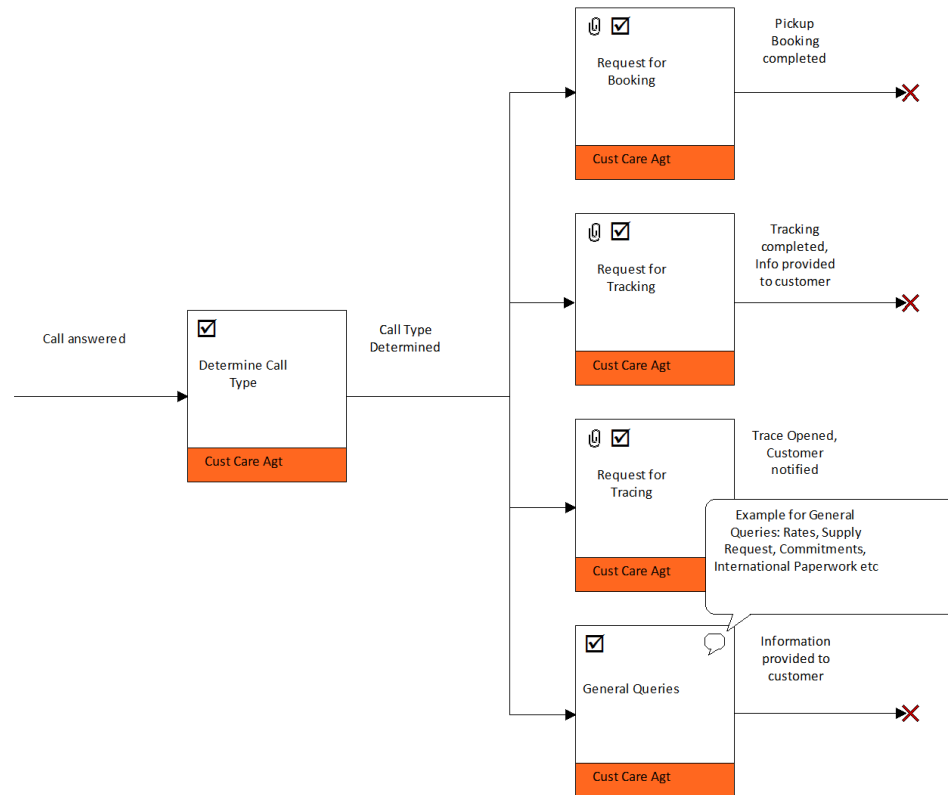 Pickup
Booking
completed
Request for
Booking
Cust Care Agt
Tracking
completed,
Info provided
to customer
Request for
Tracking
Cust Care Agt
Call answered
Call Type
Determined
Determine Call
Type
Cust Care Agt
Trace Opened,
Customer
notified
Request for
Tracing
Cust Care Agt
Example for General
Queries: Rates, Supply
Request, Commitments,
International Paperwork etc
Information
provided to
customer
General Queries
Cust Care Agt